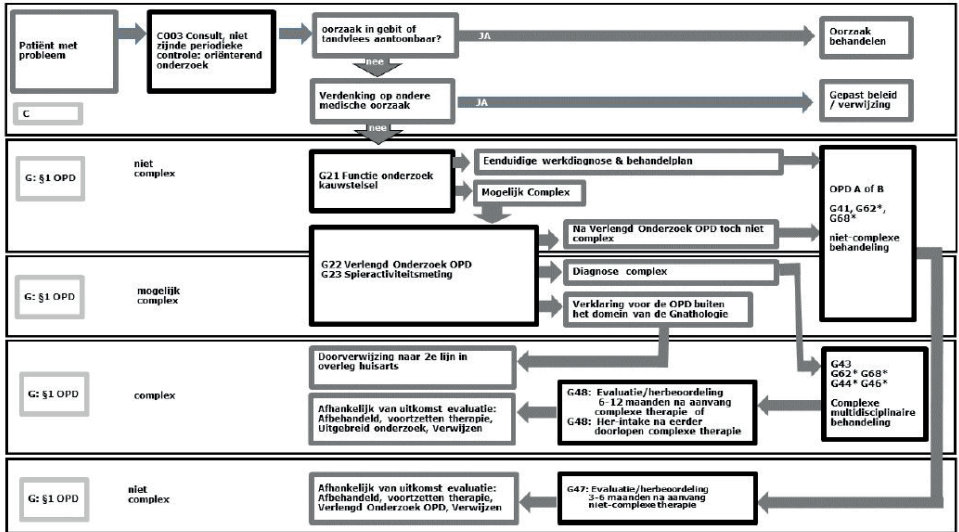 Patiënt met
probleem
C003 Consult, niet
zijnde periodieke
controle: oriënterend
onderzoek
oorzaak in gebit of
tandvlees aantoonbaar?
JA
Oorzaak
behandelen
nee
C
Verdenking op andere
medische oorzaak
JA
Gepast beleid
/ verwijzing
nee
G: §1 OPD
niet
complex
G21 Functie onderzoek
kauwstelsel
Eenduidige werkdiagnose & behandelplan
Mogelijk Complex
OPD A of B
G41, G62*,
G68*
niet-complexe
behandeling
Na Verlengd Onderzoek OPD toch niet
complex
G22 Verlengd Onderzoek OPD
G23 Spieractiviteitsmeting
G: §1 OPD
mogelijk
complex
Diagnose complex
Verklaring voor de OPD buiten
het domein van de Gnathologie
G: §1 OPD
complex
Doorverwijzing naar 2e lijn in
overleg huisarts
G43
G62* G68*
G44* G46*
Complexe
multidisciplinaire
behandeling
G48: Evaluatie/herbeoordeling
6-12 maanden na aanvang
complexe therapie of
G48: Her-intake na eerder
doorlopen complexe therapie
Afhankelijk van uitkomst evaluatie:
Afbehandeld, voortzetten therapie,
Uitgebreid onderzoek, Verwijzen
G: §1 OPD
niet
complex
Afhankelijk van uitkomst evaluatie:
Afbehandeld, voortzetten therapie,
Verlengd Onderzoek OPD, Verwijzen
G47: Evaluatie/herbeoordeling
3-6 maanden na aanvang
niet-complexe therapie